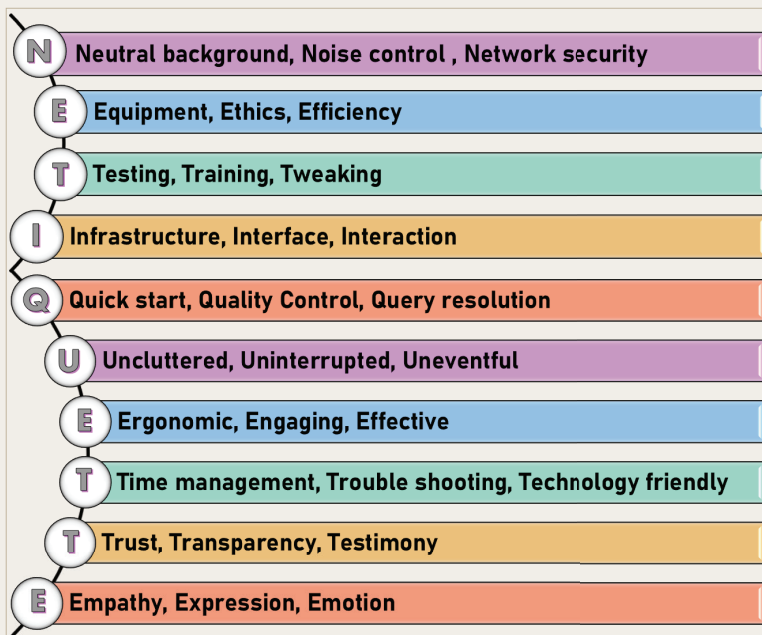 N Neutral background, Noise control , Network security
E Equipment, Ethics, Efficiency
T Testing, Training, Tweaking
I Infrastructure, Interface, Interaction
Q Quick start, Quality Control, Query resolution
U Uncluttered, Uninterrupted, Uneventful
E Ergonomic, Engaging, Effective
T Time management, Trouble shooting, Technology friendly
T Trust, Transparency, Testimony
E Empathy, Expression, Emotion